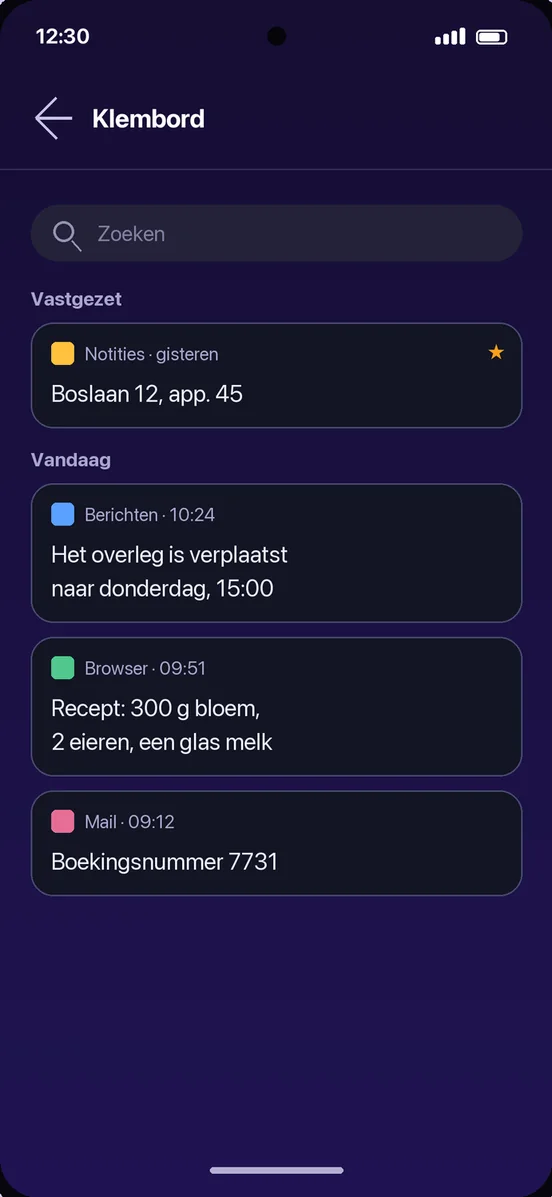 12:30
Klembord
Zoeken
Vastgezet
Notities · gisteren
Boslaan 12, app. 45
Vandaag
Berichten · 10:24
Het overleg is verplaatst
naar donderdag, 15:00
Browser · 09:51
Recept: 300 g bloem,
2 eieren, een glas melk
Mail · 09:12
Boekingsnummer 7731